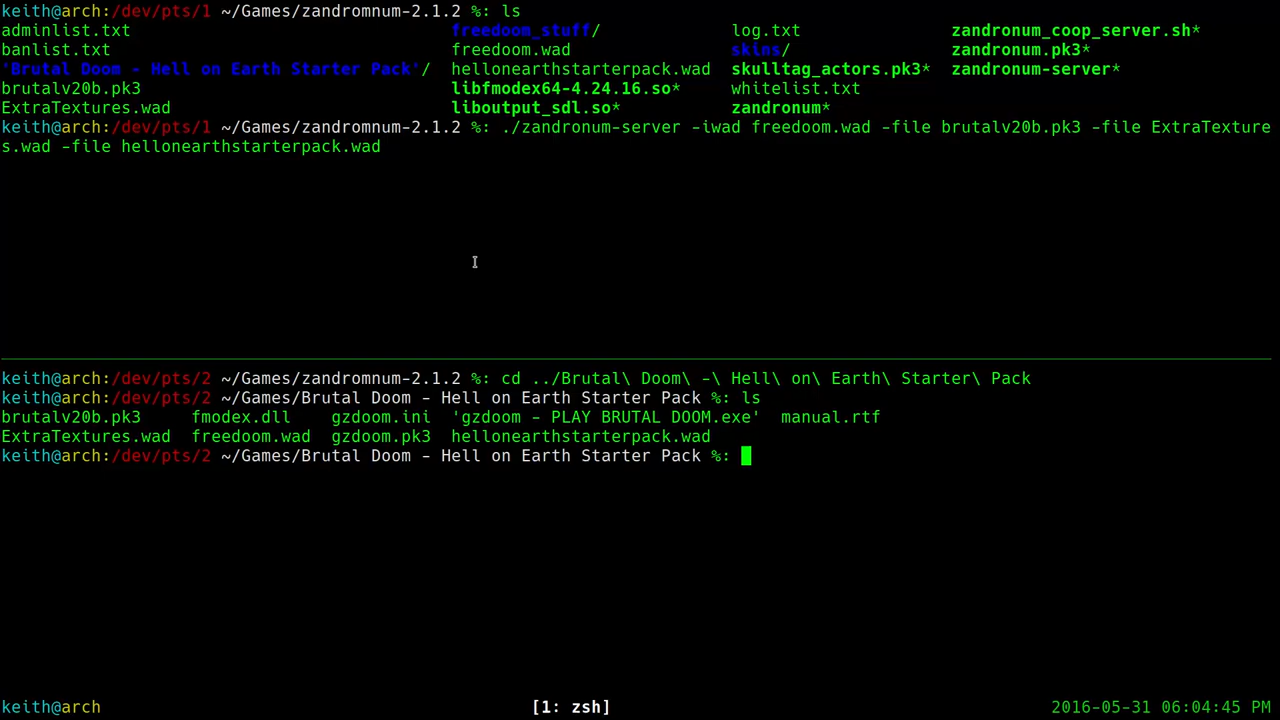 keith@arch:/dev/pts/1 ~/Games/zandromnum-2.1.2 %: ls
adminlist.txt freedoom_stuff/ log.txt zandronum_coop_server.sh*
banlist.txt freedoom.wad skins/ zandronum.pk3*
'Brutal Doom - Hell on Earth Starter Pack'/ hellonearthstarterpack.wad skulltag_actors.pk3* zandronum-server*
brutalv20b.pk3 libfmodex64-4.24.16.so* whitelist.txt
ExtraTextures.wad liboutput_sdl.so* zandronum*
keith@arch:/dev/pts/1 ~/Games/zandromnum-2.1.2 %: ./zandronum-server -iwad freedoom.wad -file brutalv20b.pk3 -file ExtraTexture
s.wad -file hellonearthstarterpack.wad
keith@arch:/dev/pts/2 ~/Games/zandromnum-2.1.2 %: cd ../Brutal\ Doom\ -\ Hell\ on\ Earth\ Starter\ Pack
keith@arch:/dev/pts/2 ~/Games/Brutal Doom - Hell on Earth Starter Pack %: ls
brutalv20b.pk3 fmodex.dll gzdoom.ini 'gzdoom - PLAY BRUTAL DOOM.exe' manual.rtf
ExtraTextures.wad freedoom.wad gzdoom.pk3 hellonearthstarterpack.wad
keith@arch:/dev/pts/2 ~/Games/Brutal Doom - Hell on Earth Starter Pack %:
keith@arch [1: zsh] 2016-05-31 06:04:45 PM